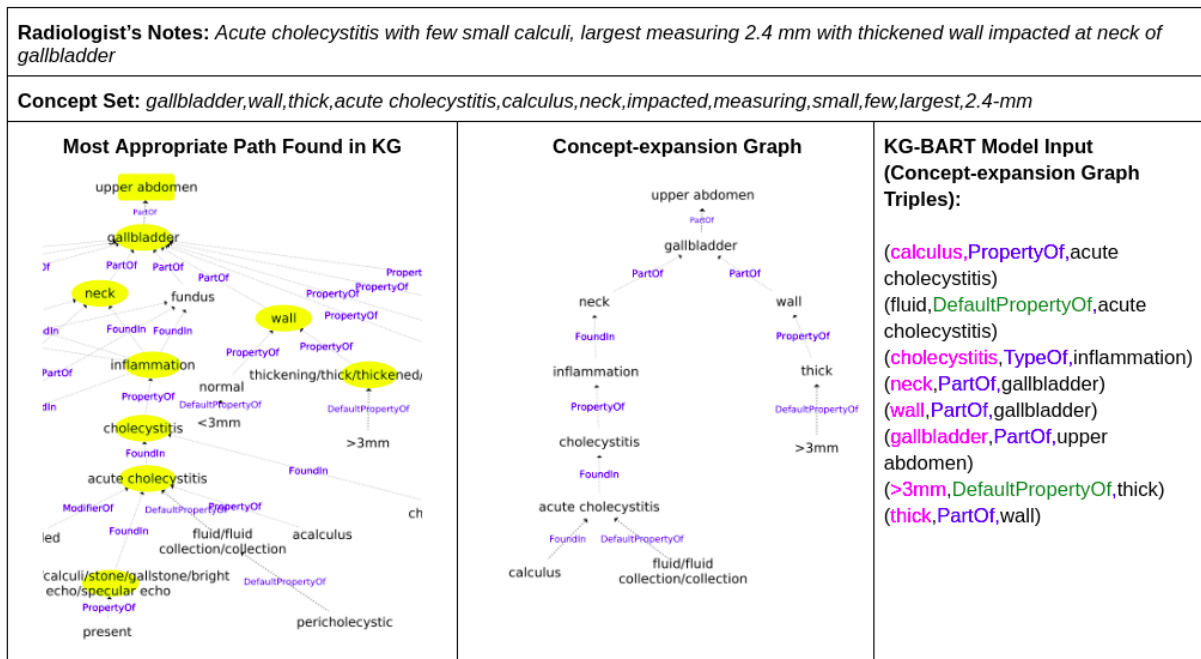 Radiologist's Notes: Acute cholecystitis with few small calculi, largest measuring 2.4 mm with thickened wall impacted at neck of
gallbladder
Concept Set: gallbladder,wall,thick,acute cholecystitis,calculus,neck,impacted,measuring,small,few,largest,2.4-mm
Most Appropriate Path Found in KG
upper abdomen
PartOf
gallbladder
PartOf PartOf
PartOf
Propert
PropertyOf
PropertyOf
PropertyOf
neck
fundus
wall
FoundIn FoundIn
PropertyOf PropertyOf
PartOf
inflammation
thickening/thick/thickened/
normal
PropertyOf
DefaultPropertyOf
DefaultPropertyOf
<3mm
cholecystitis
>3mm
FoundIn
FoundIn
acute cholecystitis
ModifierOf DefaultPropertyOf PropertyOf
ch
FoundIn
led
fluid/fluid
collection/collection
acalculus
/calculi/stone/gallstone/bright
echo/specular echo
DefaultPropertyOf
PropertyOf
present
pericholecystic
Concept-expansion Graph
upper abdomen
PartOf
gallbladder
PartOf PartOf
neck wall
FoundIn PropertyOf
inflammation thick
PropertyOf DefaultPropertyOf
cholecystitis >3mm
FoundIn
acute cholecystitis
FoundIn DefaultPropertyOf
calculus
fluid/fluid
collection/collection
KG-BART Model Input
(Concept-expansion Graph
Triples):
(calculus,PropertyOf,acute
cholecystitis)
(fluid,DefaultPropertyOf,acute
cholecystitis)
(cholecystitis,TypeOf,inflammation)
(neck,PartOf,gallbladder)
(wall,PartOf,gallbladder)
(gallbladder,PartOf,upper
abdomen)
(>3mm,DefaultPropertyOf,thick)
(thick,PartOf,wall)